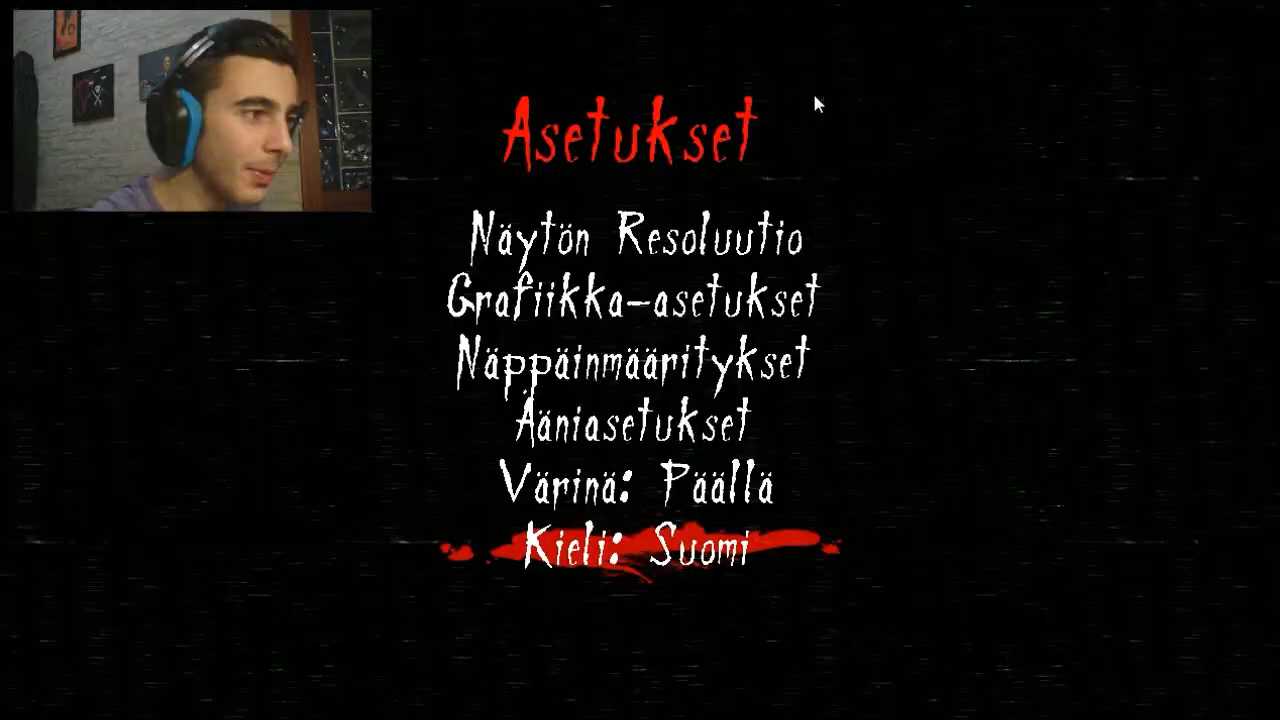 Asetukset
Näytön Resoluutio
Grafiikka-asetukset
Näppäinmääritykset
Ääniasetukset
Värinä: Päällä
Kieli: Suomi